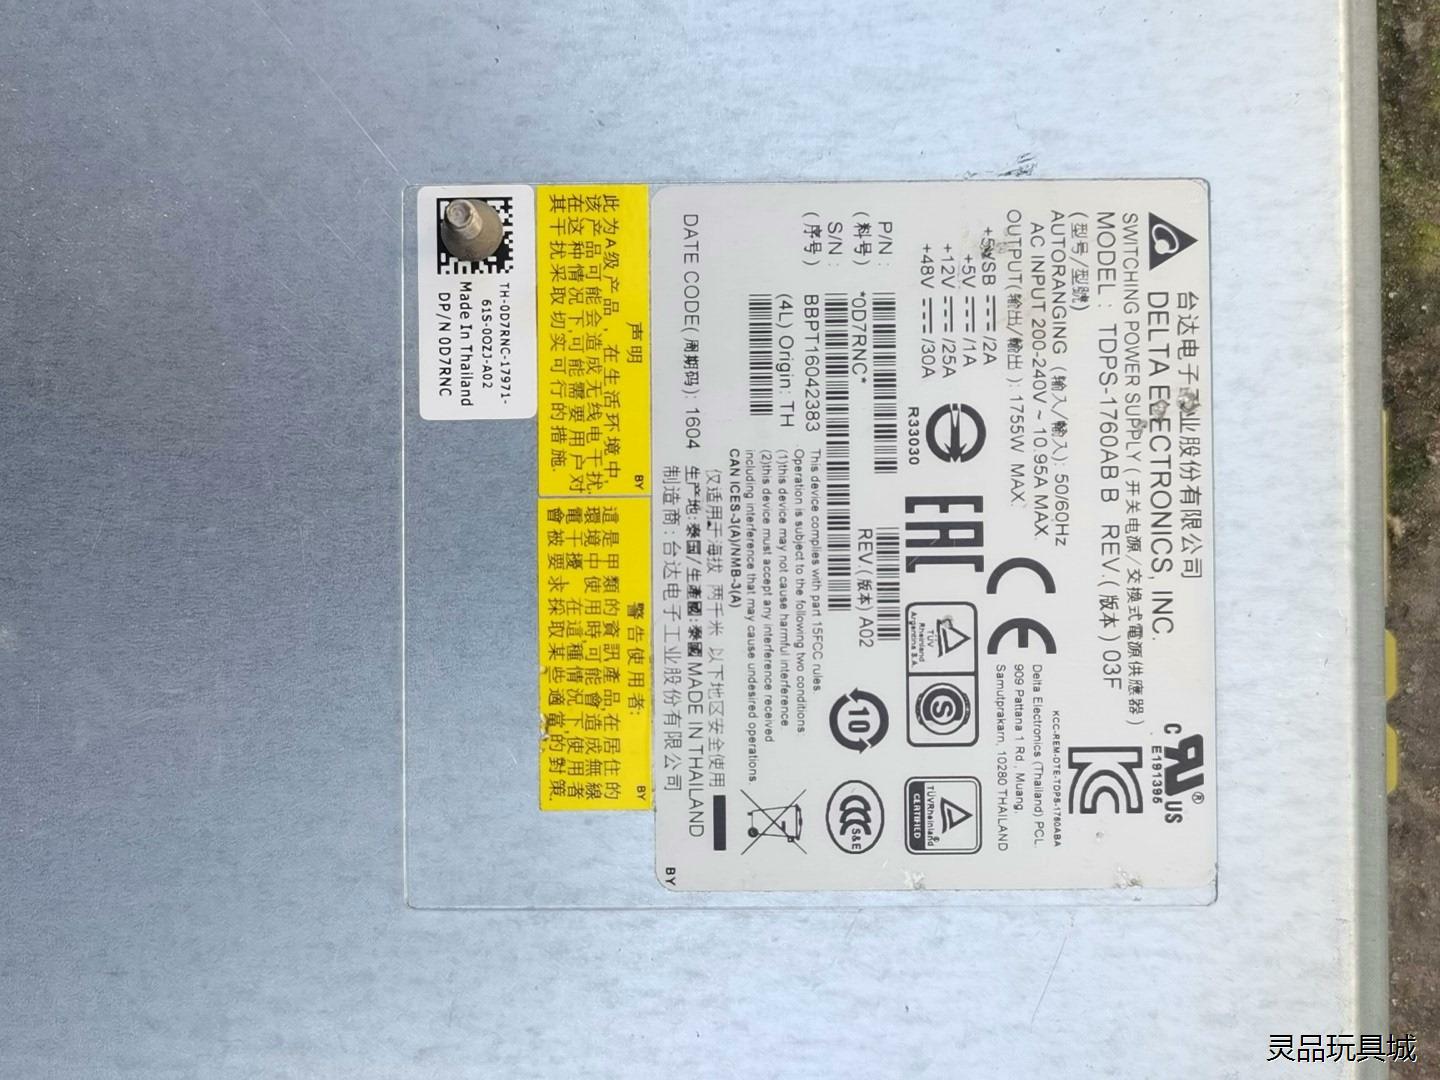 台达电子工业股份有限公司
DELTA ELECTRONICS, INC.
SWITCHING POWER SUPPLY (开关电源/交換式電源供應器)
MODEL: TDPS-1760AB B REV.(版本) 03F
(型号/型號)
AUTORANGING (输入/輸入): 50/60Hz
AC INPUT 200-240V ~ 10.95A MAX.
OUTPUT(输出/輸出): 1755W MAX.
+5VSB /2A
+5V /1A
+12V /25A
+48V /30A
R33030
c US
®
E191395
KCC-REM-DTE-TDPS-1760ABA
Delta Electronics (Thailand) PCL.
909 Pattana 1 Rd., Muang,
Samutprakarn, 10280 THAILAND
EAC
CE
TÜV
Rheinland
Argentina S.A.
S
TÜVRheinland
CERTIFIED
P/N:
(料号)
*0D7RNC*
REV.(版本) A02
S/N:
(序号)
BBPT16042383
(4L) Origin: TH
10
CCC
S&E
This device complies with part 15FCC rules.
Operation is subject to the following two conditions.
(1)this device may not cause harmful interference
(2)this device must accept any interference received
including interference that may cause undesired operations.
CAN ICES-3(A)/NMB-3(A)
DATE CODE(周期码): 1604
仅适用于海拔 两千米 以下地区安全使用
生产地:泰国/生產國:泰國 MADE IN THAILAND
制造商:台达电子工业股份有限公司
BY
声明
BY
此为A级产品,在生活环境中,
该产品可能会造成无线电干扰.
在这种情况下,可能需要用户对
其干扰采取切实可行的措施.
警告使用者:
BY
這是甲類的資訊產品,在居住的
環境中使用時,可能會造成無線
電干擾,在這種情況下,使用者
會被要求採取某些適當的對策.
TH-0D7RNC-17971-
61S-00ZJ-A02
Made In Thailand
DP/N 0D7RNC
灵品玩具城